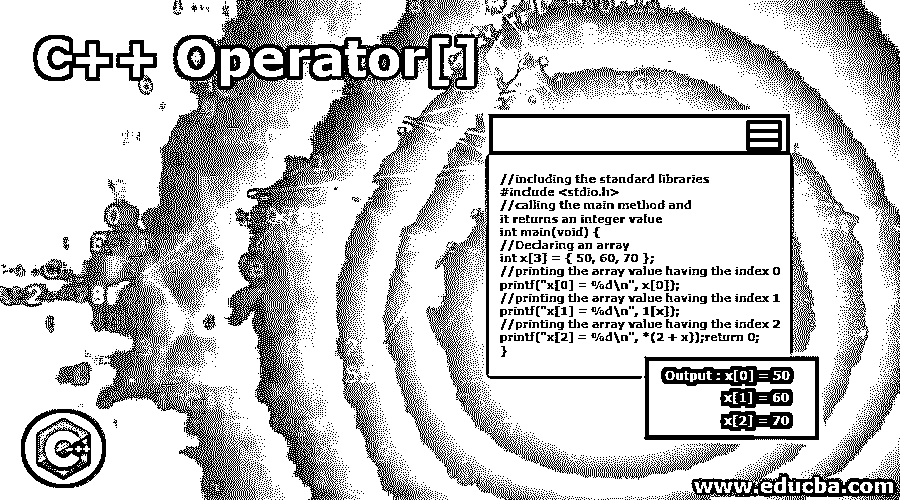 C++ Operator[]
//including the standard libraries
#include <stdio.h>
//calling the main method and
it returns an integer value
int main(void) {
//Declaring an array
int x[3] = { 50, 60, 70 };
//printing the array value having the index 0
printf("x[0] = %d\n", x[0]);
//printing the array value having the index 1
printf("x[1] = %d\n", 1[x]);
//printing the array value having the index 2
printf("x[2] = %d\n", *(2 + x));return 0;
}
Output : x[0] = 50
x[1] = 60
x[2] = 70
www.educba.com